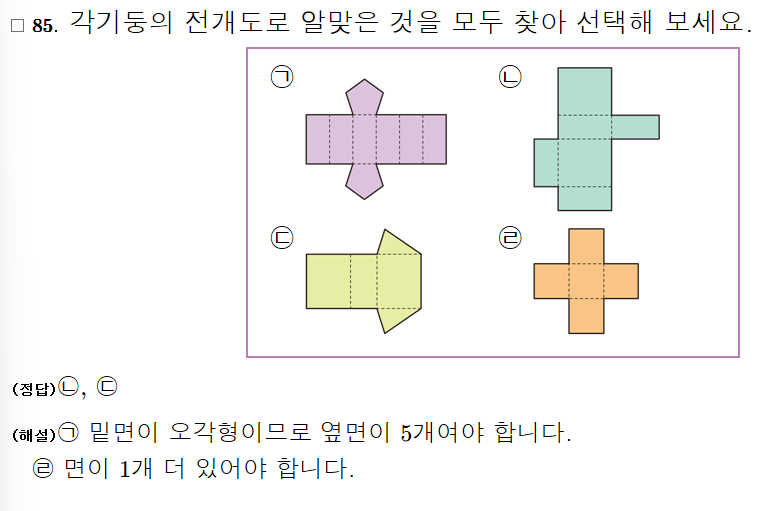 □ 85. 각기둥의 전개도로 알맞은 것을 모두 찾아 선택해 보세요.
㉠ ㉡
㉢ ㉣
(정답)㉡, ㉢
(해설)㉠ 밑면이 오각형이므로 옆면이 5개여야 합니다.
㉣ 면이 1개 더 있어야 합니다.